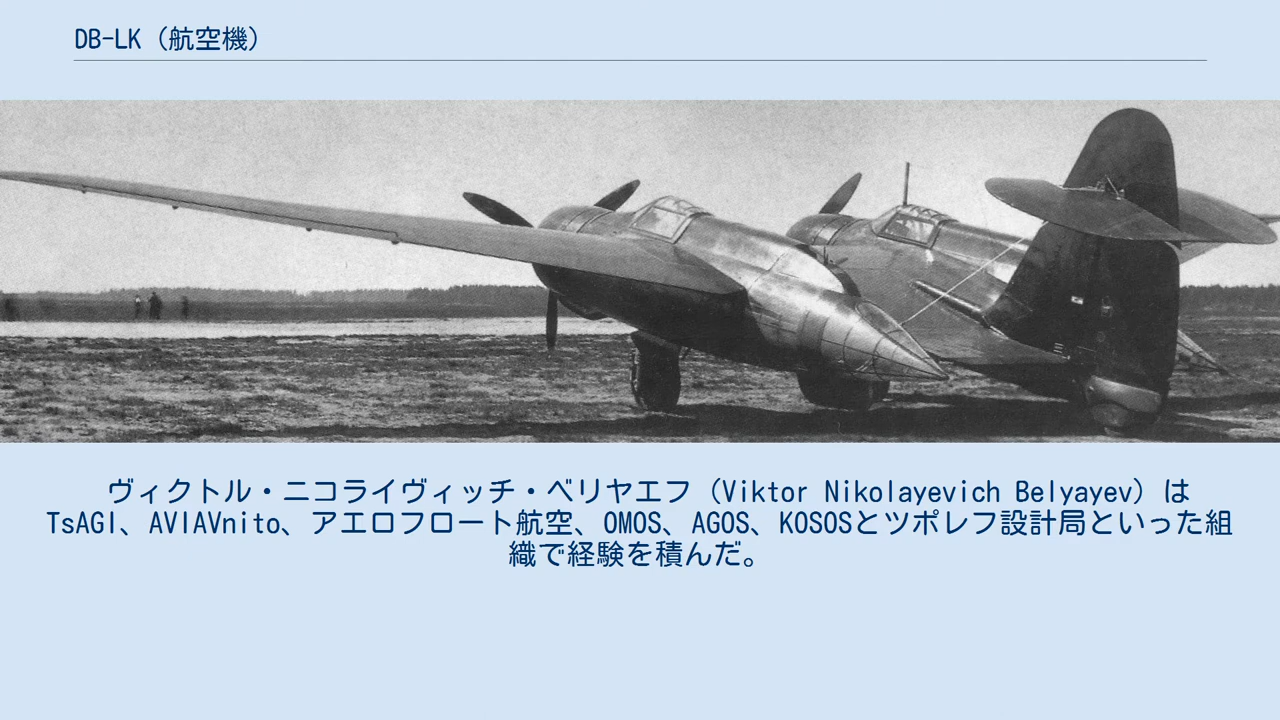 DB-LK（航空機）
ヴィクトル・ニコライヴィッチ・ベリヤエフ（Viktor Nikolayevich Belyayev）は
TsAGI、AVIAVnito、アエロフロート航空、OMOS、AGOS、KOSOSとツポレフ設計局といった組
織で経験を積んだ。